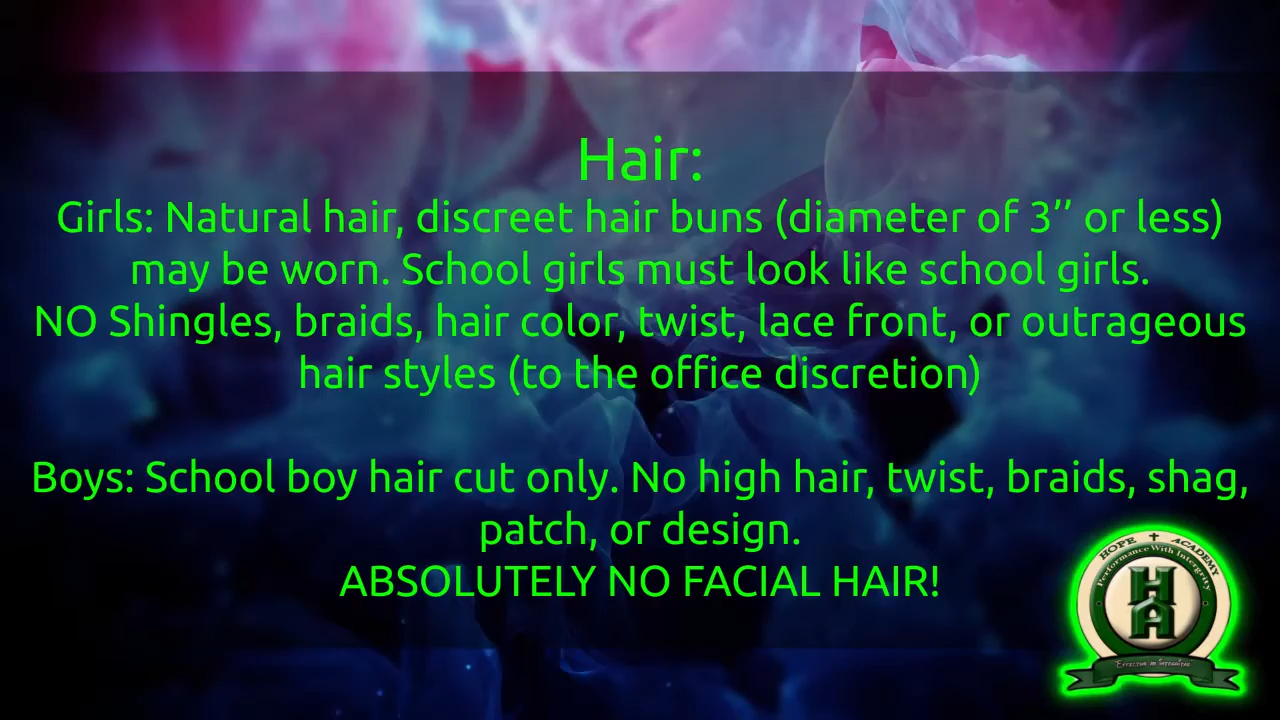 Hair:
Girls: Natural hair, discreet hair buns (diameter of 3’’ or less)
may be worn. School girls must look like school girls.
NO Shingles, braids, hair color, twist, lace front, or outrageous
hair styles (to the office discretion)
Boys: School boy hair cut only. No high hair, twist, braids, shag,
patch, or design.
ABSOLUTELY NO FACIAL HAIR!
HOPE ✝ ACADEMY
Performance With Intergrity
HA